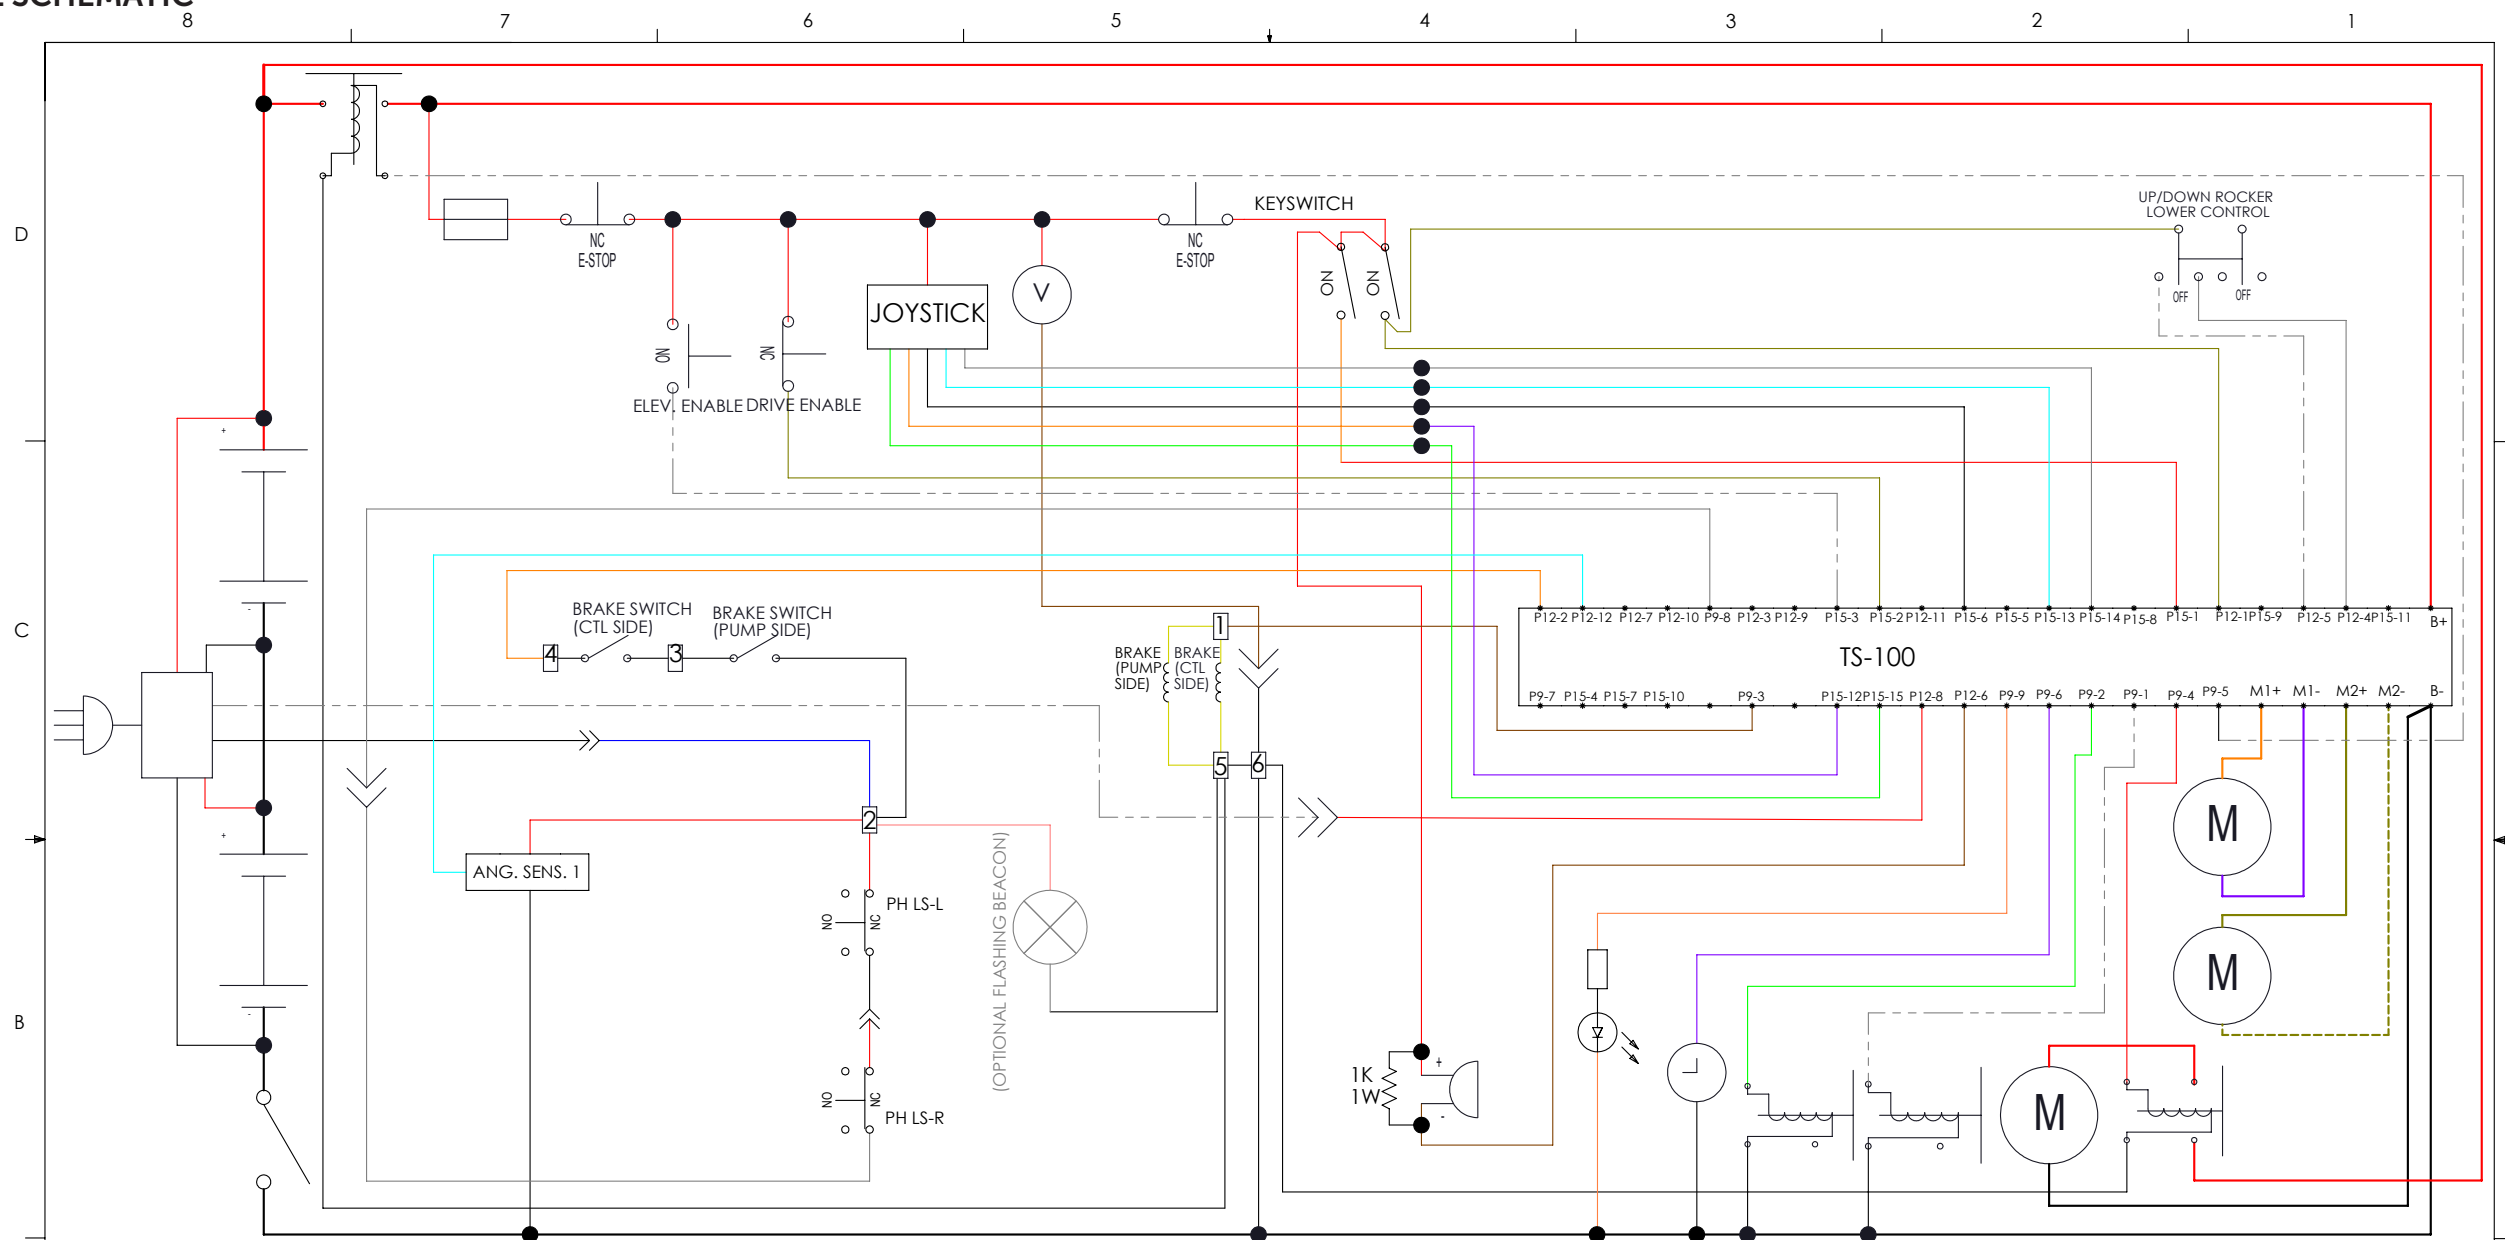 SCHEMATIC
8 7 6 5 4 3 2 1
D
KEYSWITCH
UP/DOWN ROCKER
LOWER CONTROL
NC
E-STOP
NC
E-STOP
ON
ON
OFF
OFF
JOYSTICK
V
NO
NC
ELEV. ENABLE
DRIVE ENABLE
+
-
C
BRAKE SWITCH
(CTL SIDE)
BRAKE SWITCH
(PUMP SIDE)
4
3
1
BRAKE
(PUMP
SIDE)
BRAKE
(CTL
SIDE)
5
6
P12-2 P12-12 P12-7 P12-10 P9-8 P12-3 P12-9 P15-3 P15-2 P12-11 P15-6 P15-5 P15-13 P15-14 P15-8 P15-1 P12-1 P15-9 P12-5 P12-4 P15-11 B+
TS-100
P9-7 P15-4 P15-7 P15-10 P9-3 P15-12 P15-15 P12-8 P12-6 P9-9 P9-6 P9-2 P9-1 P9-4 P9-5 M1+ M1- M2+ M2- B-
2
M
+
ANG. SENS. 1
PH LS-L
NO
NC
(OPTIONAL FLASHING BEACON)
M
B
-
1K
1W
+
-
NO
NC
PH LS-R
M